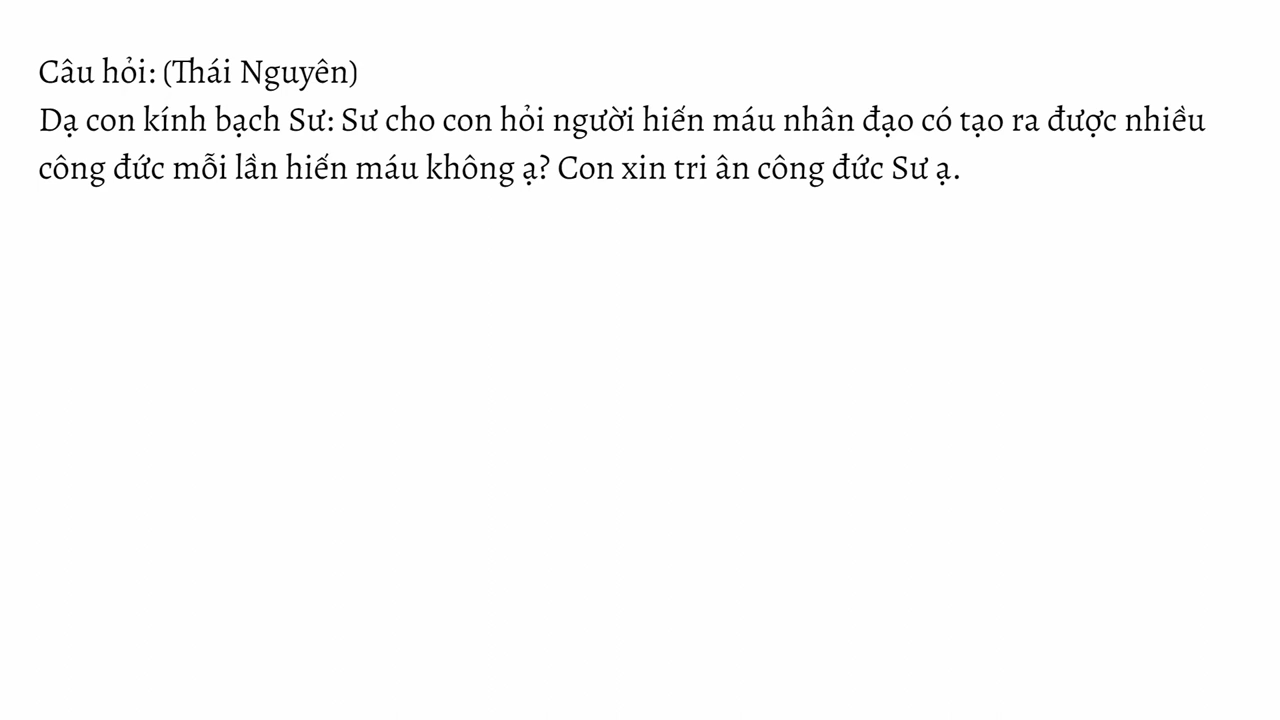 Câu hỏi: (Thái Nguyên)
Dạ con kính bạch Sư: Sư cho con hỏi người hiến máu nhân đạo có tạo ra được nhiều
công đức mỗi lần hiến máu không ạ? Con xin tri ân công đức Sư ạ.